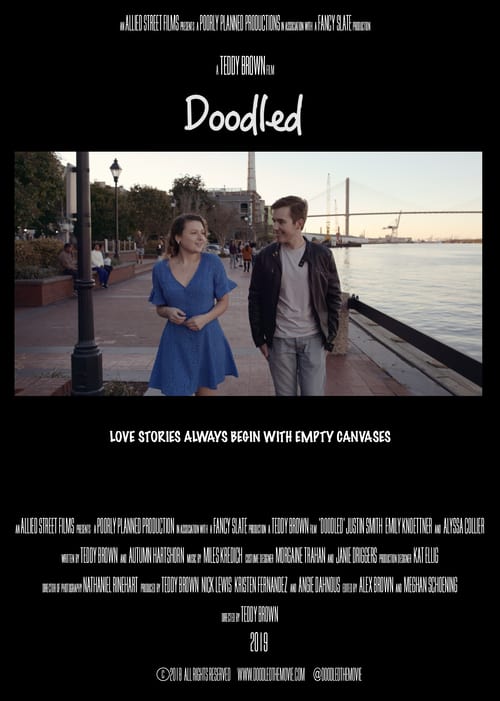 AN ALLIED STREET FILMS PRESENTS A POORLY PLANNED PRODUCTIONS IN ASSOCIATION WITH A FANCY SLATE PRODUCTION
A TEDDY BROWN FILM
Doodled
LOVE STORIES ALWAYS BEGIN WITH EMPTY CANVASES
AN ALLIED STREET FILMS PRESENTS A POORLY PLANNED PRODUCTION IN ASSOCIATION WITH A FANCY SLATE PRODUCTION A TEDDY BROWN FILM "DOODLED" JUSTIN SMITH EMILY KNOETTNER AND ALYSSA COLLIER
WRITTEN BY TEDDY BROWN AND AUTUMN HARTSHORN MUSIC BY MILES KREDICH COSTUME DESIGNER MORGAINE TRAHAN AND JANIE DRIGGERS PRODUCTION DESIGNER KAT ELLIG
DIRECTOR OF PHOTOGRAPHY NATHANIEL RINEHART PRODUCED BY TEDDY BROWN NICK LEWIS KRISTEN FERNANDEZ AND ANGIE DAHNOUS EDITED BY ALEX BROWN AND MEGHAN SCHOENING
DIRECTED BY TEDDY BROWN
2019
© 2018 ALL RIGHTS RESERVED WWW.DOODLEDTHEMOVIE.COM @DOODLEDTHEMOVIE